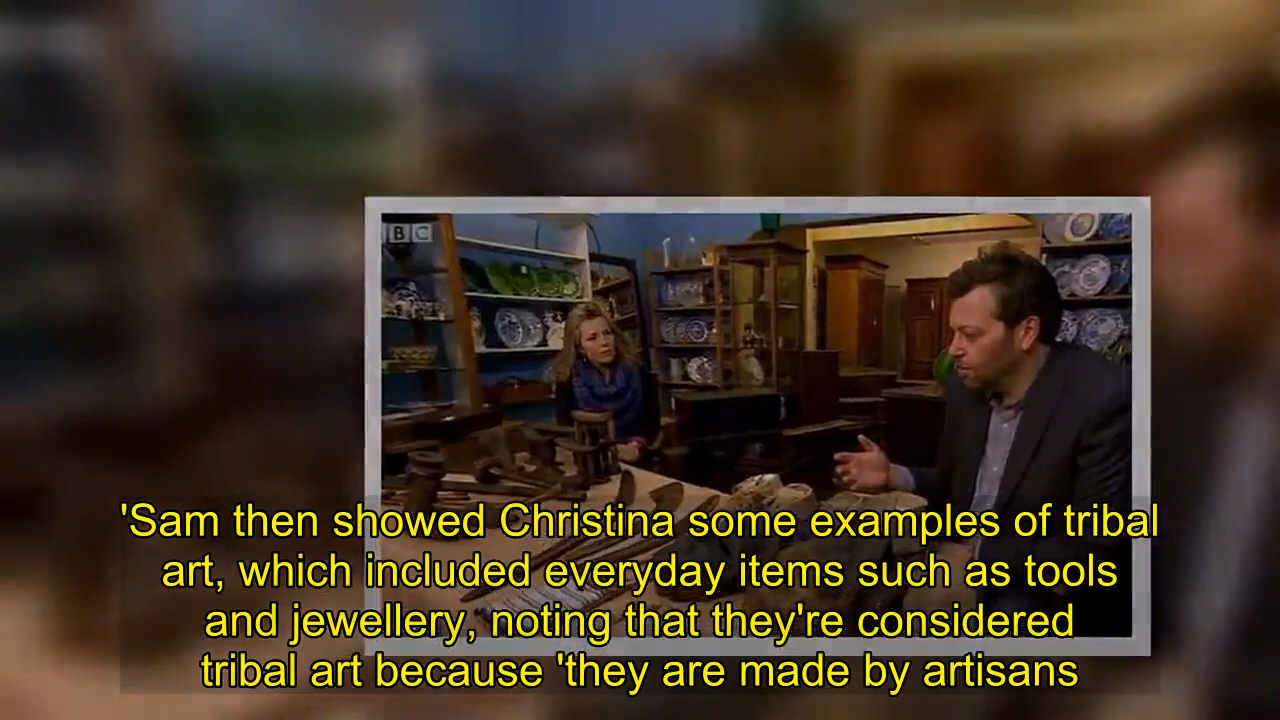 BBC
'Sam then showed Christina some examples of tribal
art, which included everyday items such as tools
and jewellery, noting that they're considered
tribal art because 'they are made by artisans